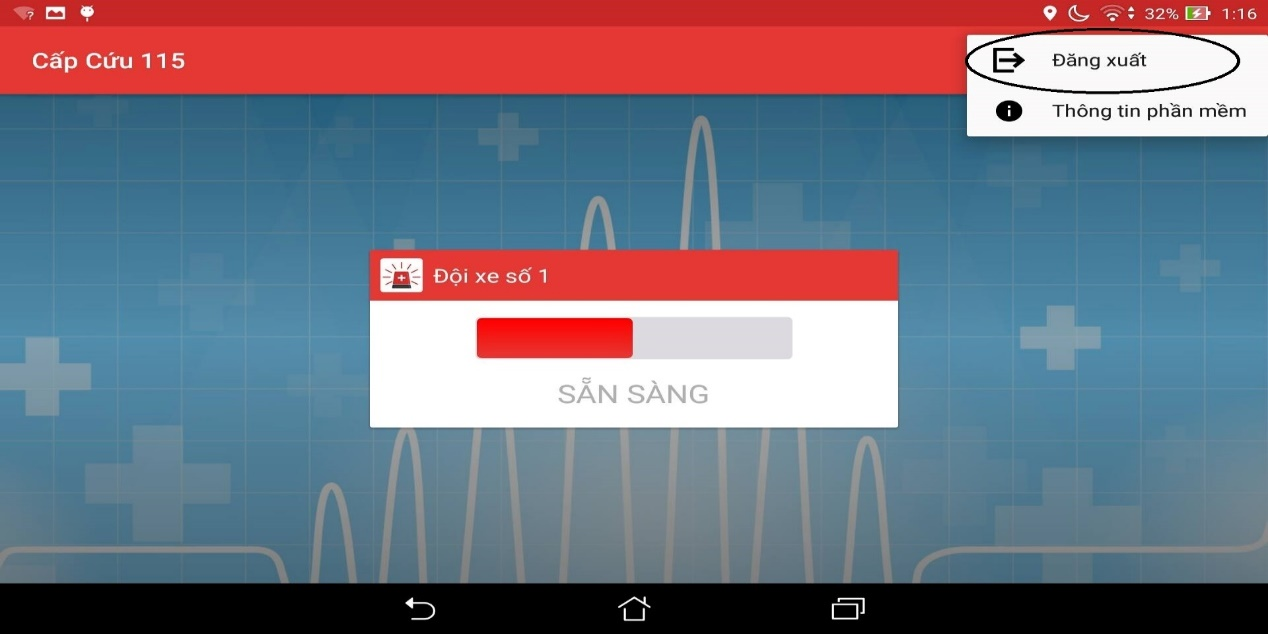 32% 1:16
Cấp Cứu 115
Đăng xuất
Thông tin phần mềm
Đội xe số 1
SẴN SÀNG